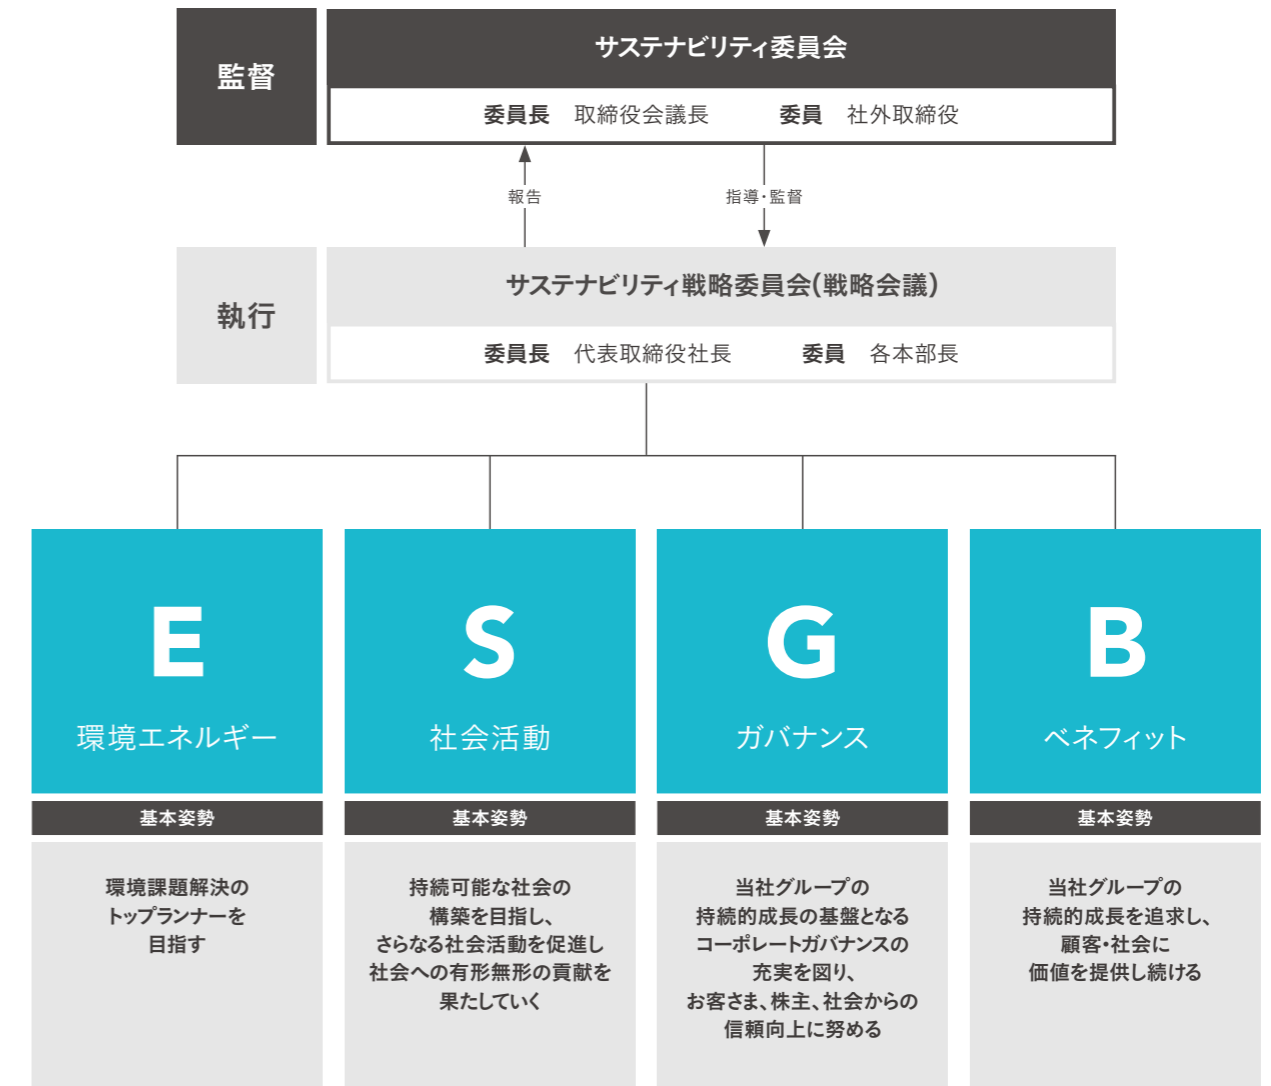 監督
サステナビリティ委員会
委員長 取締役会議長 委員 社外取締役
報告
指導・監督
執行
サステナビリティ戦略委員会(戦略会議)
委員長 代表取締役社長 委員 各本部長
E
環境エネルギー
基本姿勢
環境課題解決の
トップランナーを
目指す
S
社会活動
基本姿勢
持続可能な社会の
構築を目指し、
さらなる社会活動を促進し
社会への有形無形の貢献を
果たしていく
G
ガバナンス
基本姿勢
当社グループの
持続的成長の基盤となる
コーポレートガバナンスの
充実を図り、
お客さま、株主、社会からの
信頼向上に努める
B
ベネフィット
基本姿勢
当社グループの
持続的成長を追求し、
顧客・社会に
価値を提供し続ける